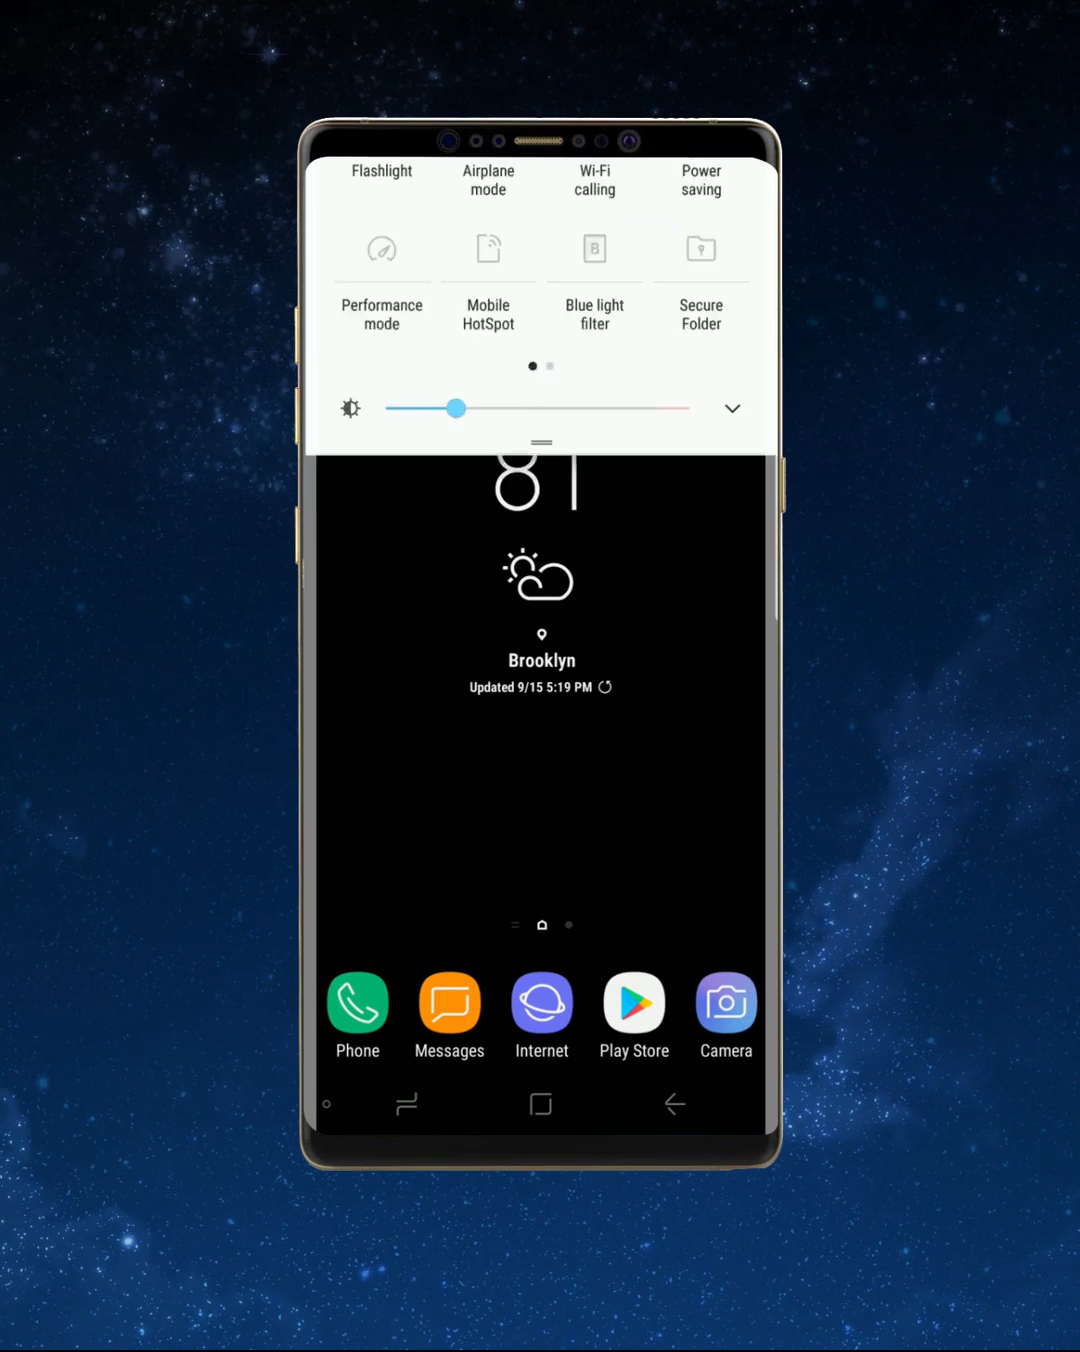 Flashlight
Airplane
mode
Wi-Fi
calling
Power
saving
B
Performance
mode
Mobile
HotSpot
Blue light
filter
Secure
Folder
81
Brooklyn
Updated 9/15 5:19 PM
Phone
Messages
Internet
Play Store
Camera